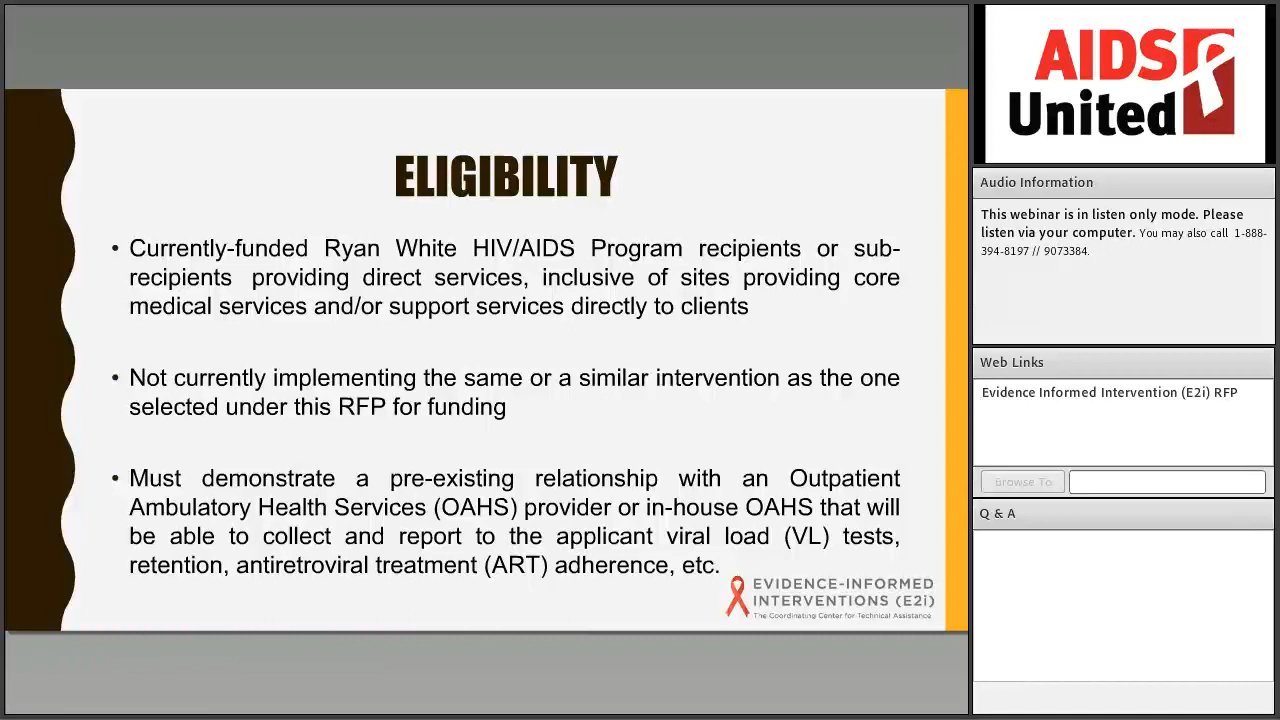 ELIGIBILITY
• Currently-funded Ryan White HIV/AIDS Program recipients or sub-
recipients providing direct services, inclusive of sites providing core
medical services and/or support services directly to clients
• Not currently implementing the same or a similar intervention as the one
selected under this RFP for funding
• Must demonstrate a pre-existing relationship with an Outpatient
Ambulatory Health Services (OAHS) provider or in-house OAHS that will
be able to collect and report to the applicant viral load (VL) tests,
retention, antiretroviral treatment (ART) adherence, etc.
EVIDENCE-INFORMED
INTERVENTIONS (E2i)
The Coordinating Center for Technical Assistance
AIDS
United
Audio Information
This webinar is in listen only mode. Please
listen via your computer. You may also call 1-888-
394-8197 // 9073384.
Web Links
Evidence Informed Intervention (E2i) RFP
Browse To
Q & A